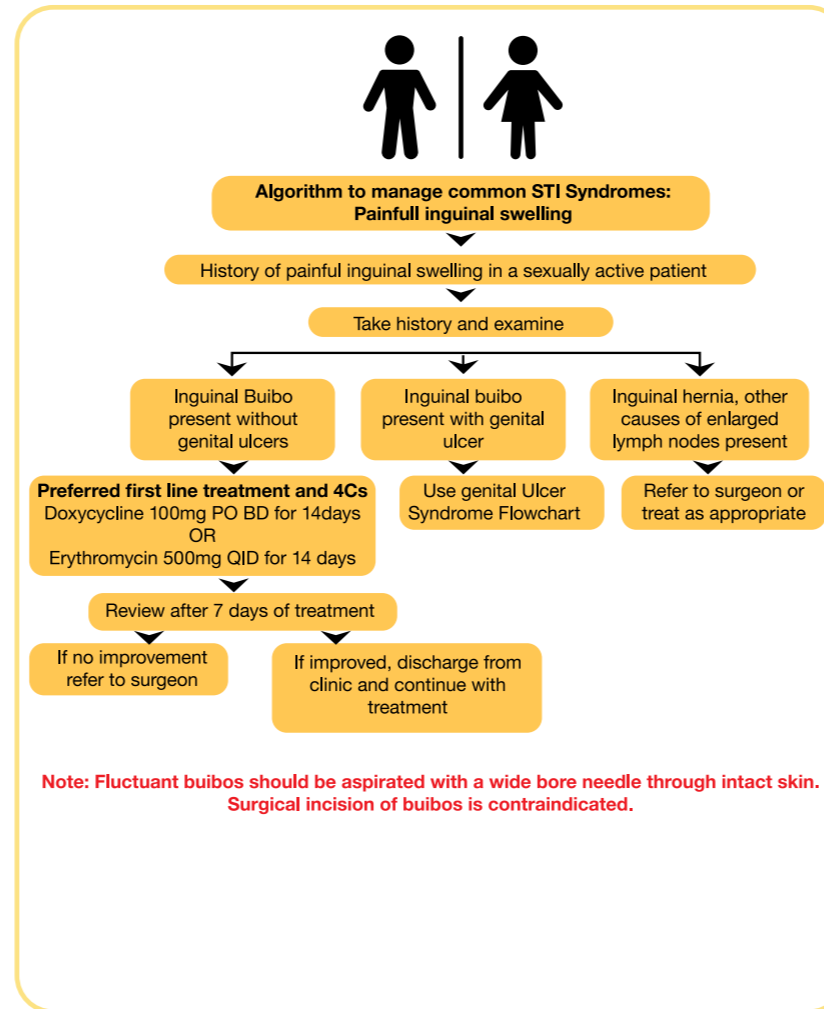 Algorithm to manage common STI Syndromes:
Painfull inguinal swelling
History of painful inguinal swelling in a sexually active patient
Take history and examine
Inguinal Buibo
present without
genital ulcers
Inguinal buibo
present with genital
ulcer
Inguinal hernia, other
causes of enlarged
lymph nodes present
Preferred first line treatment and 4Cs
Doxycycline 100mg PO BD for 14days
OR
Erythromycin 500mg QID for 14 days
Use genital Ulcer
Syndrome Flowchart
Refer to surgeon or
treat as appropriate
Review after 7 days of treatment
If no improvement
refer to surgeon
If improved, discharge from
clinic and continue with
treatment
Note: Fluctuant buibos should be aspirated with a wide bore needle through intact skin.
Surgical incision of buibos is contraindicated.